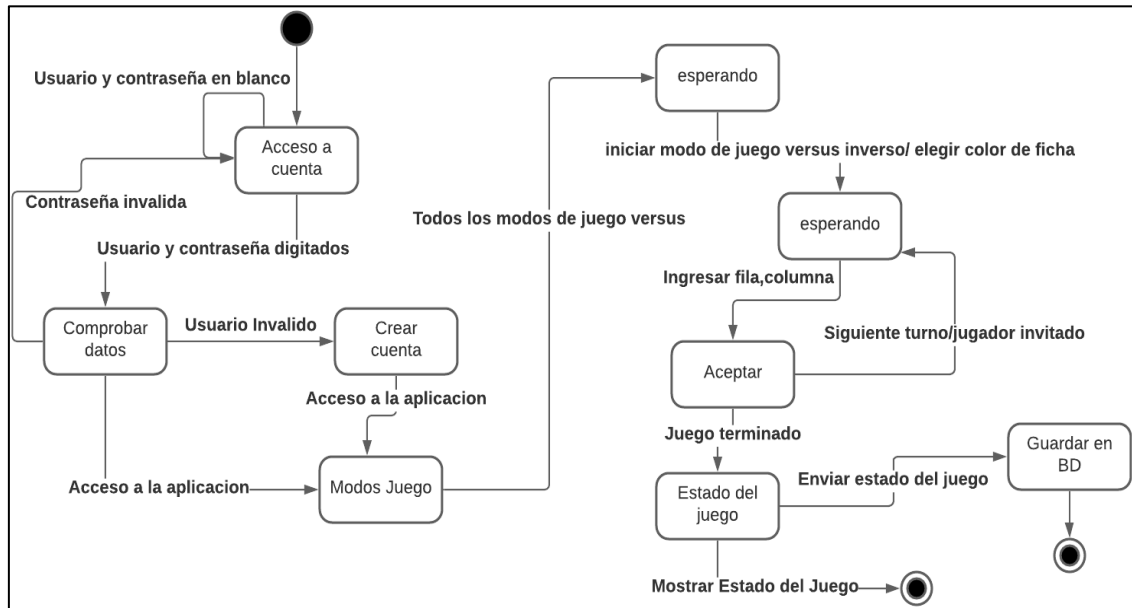 Usuario y contraseña en blanco
Acceso a
cuenta
Contraseña invalida
Usuario y contraseña digitados
Comprobar
datos
Usuario Invalido
Crear
cuenta
Acceso a la aplicacion
Acceso a la aplicacion
Modos Juego
Todos los modos de juego versus
esperando
iniciar modo de juego versus inverso/ elegir color de ficha
esperando
Ingresar fila,columna
Siguiente turno/jugador invitado
Aceptar
Juego terminado
Estado del
juego
Enviar estado del juego
Guardar en
BD
Mostrar Estado del Juego